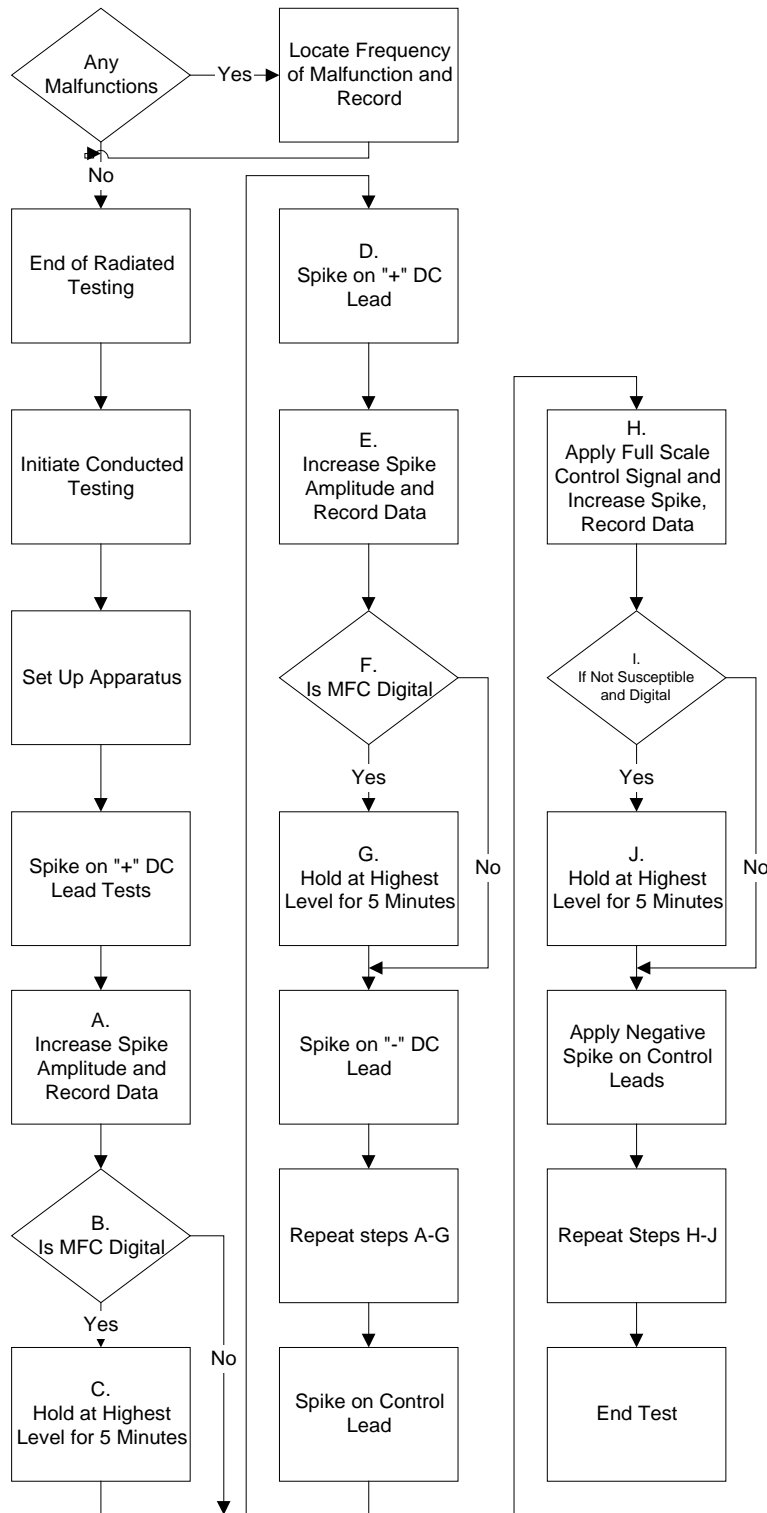 Any
Malfunctions
Yes
Locate Frequency
of Malfunction and
Record
No
End of Radiated
Testing
Initiate Conducted
Testing
Set Up Apparatus
Spike on "+" DC
Lead Tests
A.
Increase Spike
Amplitude and
Record Data
B.
Is MFC Digital
Yes
No
C.
Hold at Highest
Level for 5 Minutes
D.
Spike on "+" DC
Lead
E.
Increase Spike
Amplitude and
Record Data
F.
Is MFC Digital
Yes
No
G.
Hold at Highest
Level for 5 Minutes
Spike on "-" DC
Lead
Repeat steps A-G
Spike on Control
Lead
H.
Apply Full Scale
Control Signal and
Increase Spike,
Record Data
I.
If Not Susceptible
and Digital
Yes
No
J.
Hold at Highest
Level for 5 Minutes
Apply Negative
Spike on Control
Leads
Repeat Steps H-J
End Test